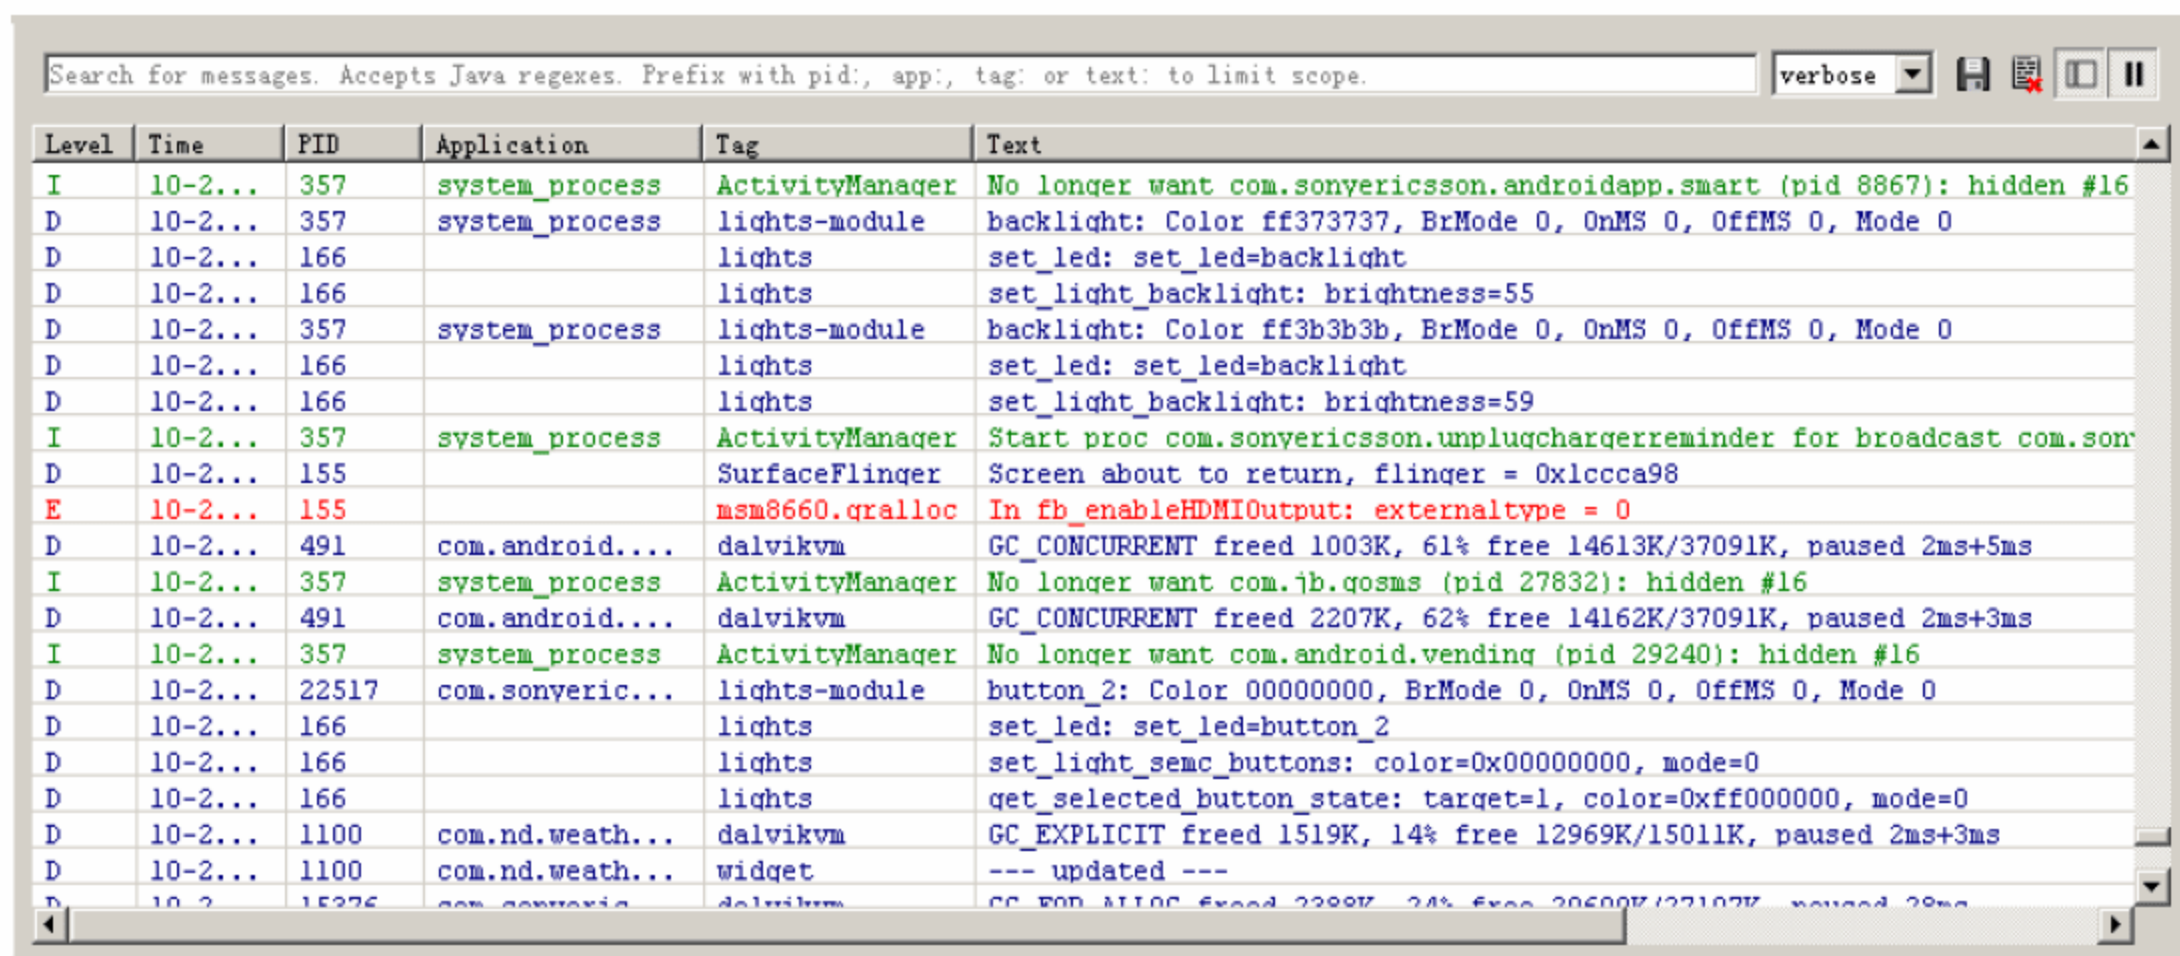 Search for messages. Accepts Java regexes. Prefix with pid:, app:, tag: or text: to limit scope. verbose
Level Time PID Application Tag Text
I 10-2... 357 system_process ActivityManager No longer want com.sonyericsson.androidapp.smart (pid 8867): hidden #16
D 10-2... 357 system_process lights-module backlight: Color ff373737, BrMode 0, OnMS 0, OffMS 0, Mode 0
D 10-2... 166 lights set_led: set_led=backlight
D 10-2... 166 lights set_light_backlight: brightness=55
D 10-2... 357 system_process lights-module backlight: Color ff3b3b3b, BrMode 0, OnMS 0, OffMS 0, Mode 0
D 10-2... 166 lights set_led: set_led=backlight
D 10-2... 166 lights set_light_backlight: brightness=59
I 10-2... 357 system_process ActivityManager Start proc com.sonyericsson.unplugchargerreminder for broadcast com.sony
D 10-2... 155 SurfaceFlinger Screen about to return, flinger = 0x1ccca98
E 10-2... 155 msm8660.gralloc In fb_enableHDMIOutput: externaltype = 0
D 10-2... 491 com.android.... dalvikvm GC_CONCURRENT freed 1003K, 61% free 14613K/37091K, paused 2ms+5ms
I 10-2... 357 system_process ActivityManager No longer want com.jb.gosms (pid 27832): hidden #16
D 10-2... 491 com.android.... dalvikvm GC_CONCURRENT freed 2207K, 62% free 14162K/37091K, paused 2ms+3ms
I 10-2... 357 system_process ActivityManager No longer want com.android.vending (pid 29240): hidden #16
D 10-2... 22517 com.sonyeric... lights-module button_2: Color 00000000, BrMode 0, OnMS 0, OffMS 0, Mode 0
D 10-2... 166 lights set_led: set_led=button_2
D 10-2... 166 lights set_light_semc_buttons: color=0x00000000, mode=0
D 10-2... 166 lights get_selected_button_state: target=1, color=0xff000000, mode=0
D 10-2... 1100 com.nd.weath... dalvikvm GC_EXPLICIT freed 1519K, 14% free 12969K/15011K, paused 2ms+3ms
D 10-2... 1100 com.nd.weath... widget --- updated ---